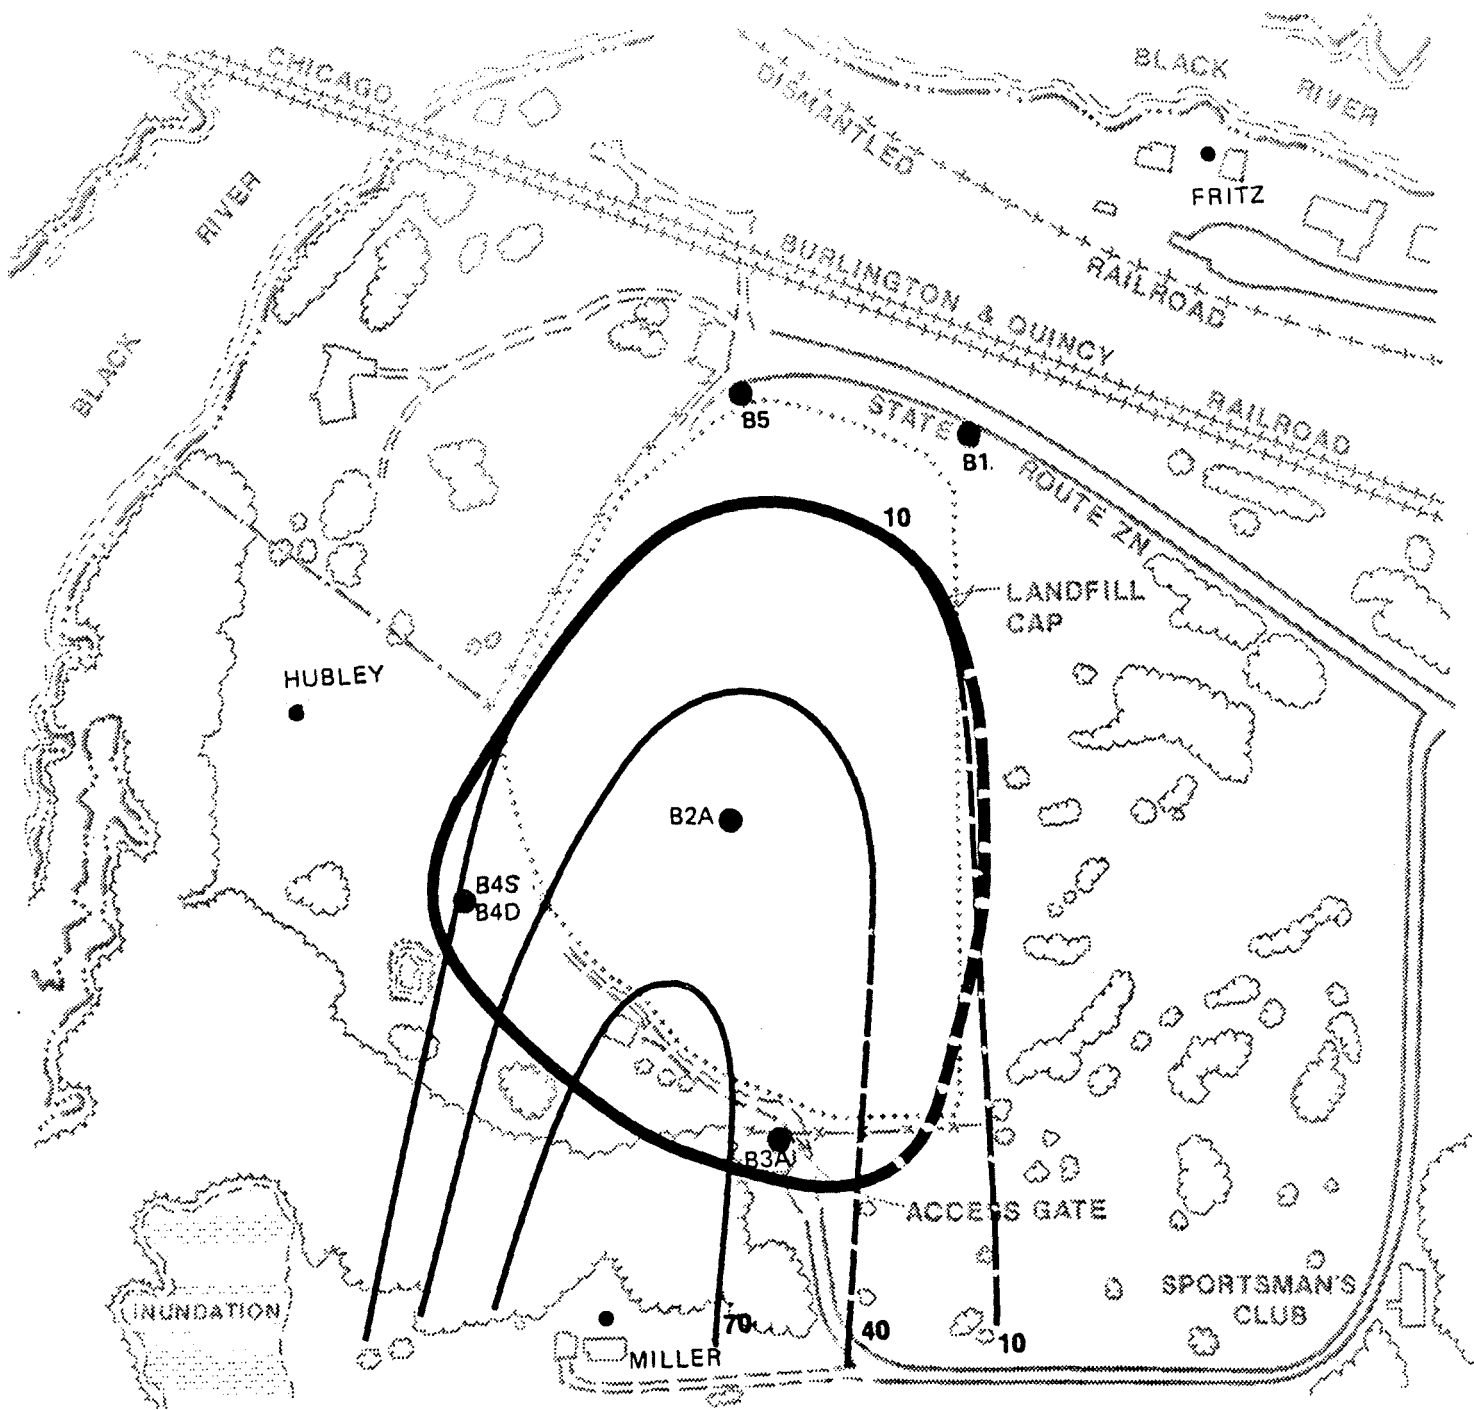 CHICAGO
BLACK
RIVER
DISMANTLED
FRITZ
RIVER
BURLINGTON & QUINCY
RAILROAD
BLACK
RAILROAD
B5
STATE
B1.
ROUTE ZN
10
LANDFILL
CAP
HUBLEY
B2A
B4S
B4D
B3A
ACCESS GATE
SPORTSMAN'S
CLUB
INUNDATION
70
40
10
MILLER